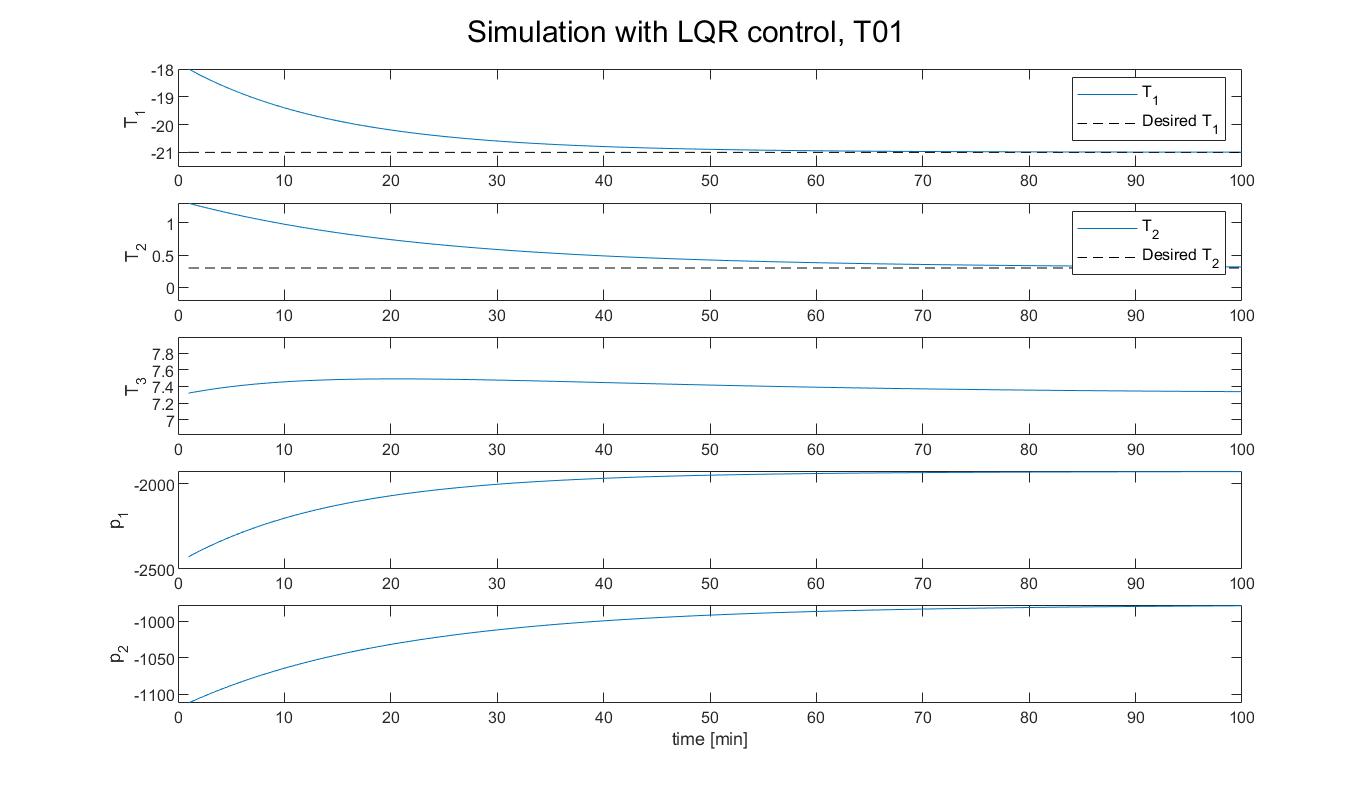 Simulation with LQR control, T01
-18
-19
-20
-21
T1
T1
Desired T1
0 10 20 30 40 50 60 70 80 90 100
1
0.5
0
T2
T2
Desired T2
0 10 20 30 40 50 60 70 80 90 100
7.8
7.6
7.4
7.2
7
T3
0 10 20 30 40 50 60 70 80 90 100
-2000
-2500
p1
0 10 20 30 40 50 60 70 80 90 100
-1000
-1050
-1100
p2
0 10 20 30 40 50 60 70 80 90 100
time [min]